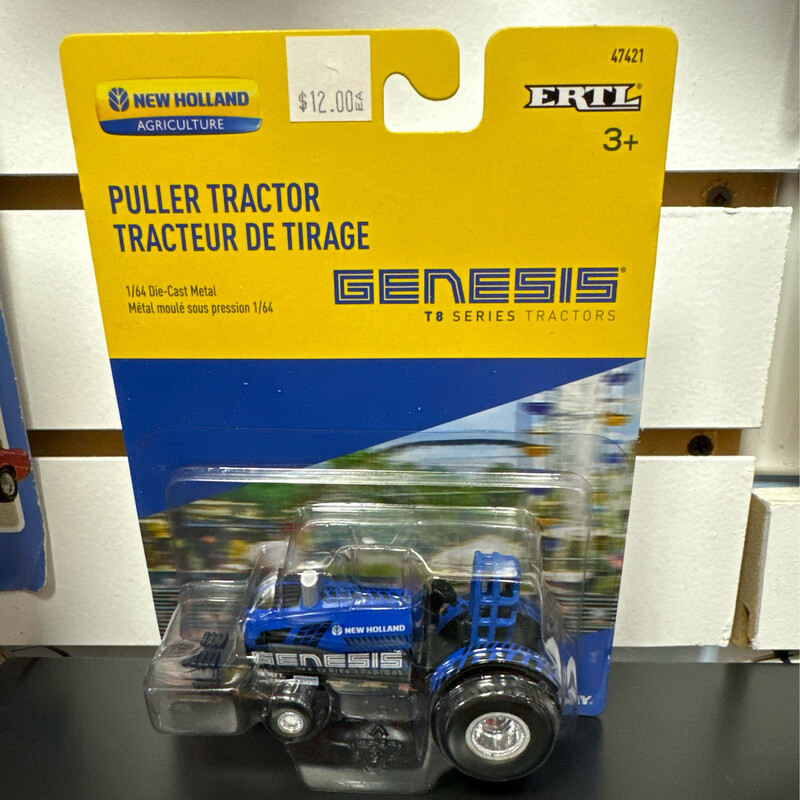 47421
$12.00EA
NEW HOLLAND
AGRICULTURE
ERTL®
3+
PULLER TRACTOR
TRACTEUR DE TIRAGE
1/64 Die-Cast Metal
Métal moulé sous pression 1/64
GENESIS®
T8 SERIES TRACTORS
NEW HOLLAND
GENESIS